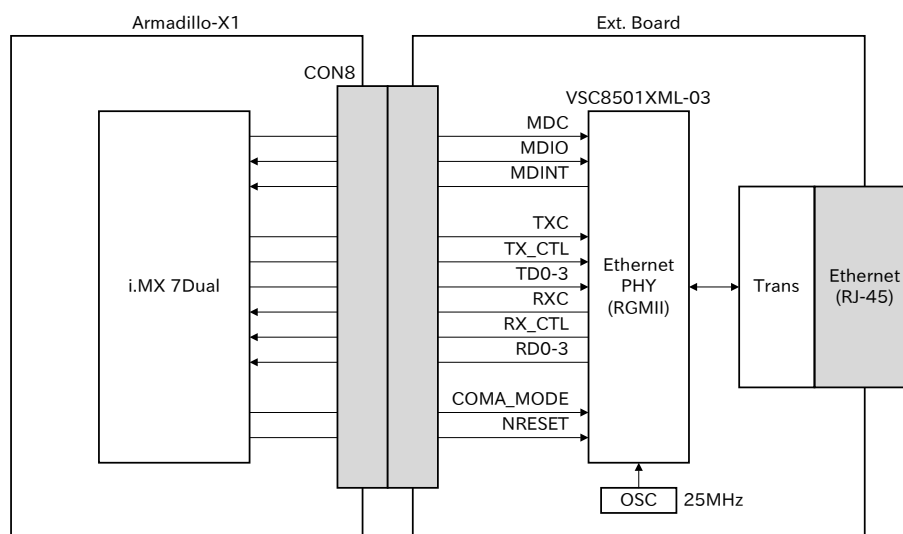 Armadillo-X1
Ext. Board
CON8
VSC8501XML-03
MDC
MDIO
MDINT
TXC
TX_CTL
TD0-3
RXC
RX_CTL
RD0-3
COMA_MODE
NRESET
i.MX 7Dual
Ethernet
PHY
(RGMII)
Trans
Ethernet
(RJ-45)
OSC
25MHz